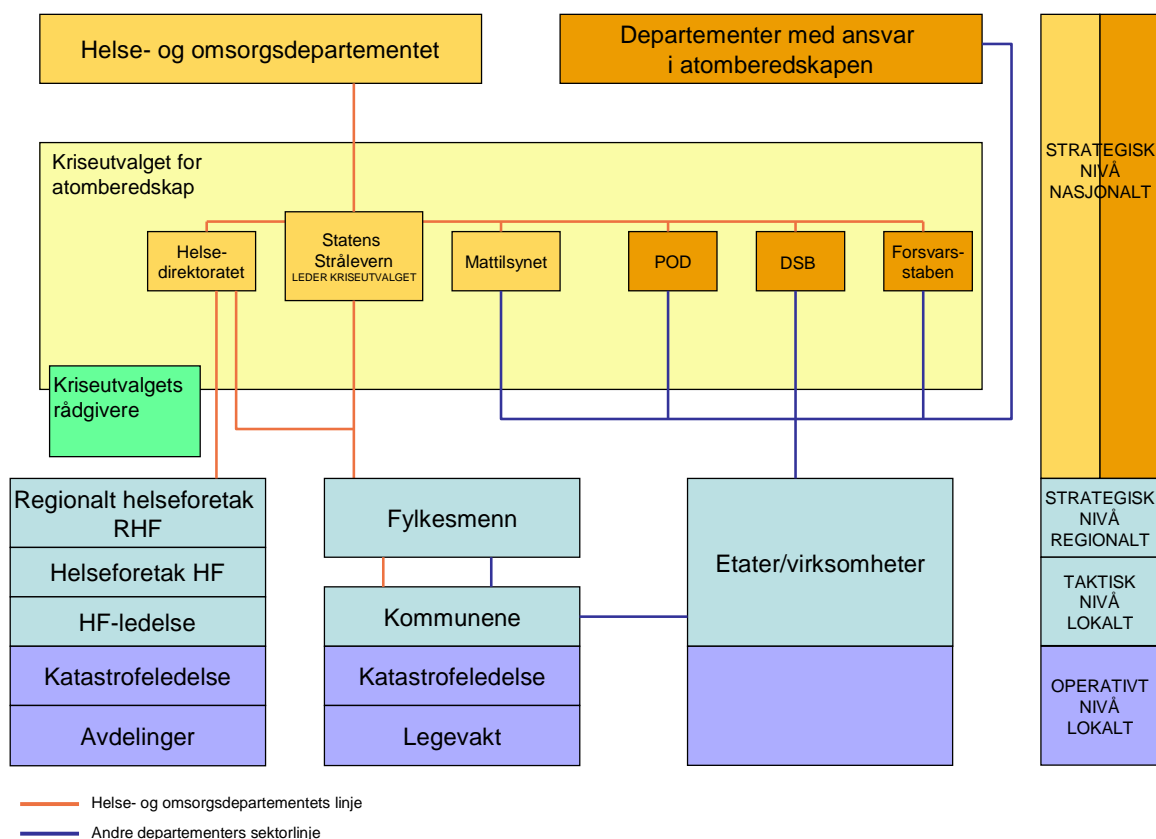 Helse- og omsorgsdepartementet
Departementer med ansvar
i atomberedskapen
Kriseutvalget for
atomberedskap
Helse-
direktoratet
Statens
Strålevern
LEDER KRISEUTVALGET
Mattilsynet
POD
DSB
Forsvars-
staben
Kriseutvalgets
rådgivere
Regionalt helseforetak
RHF
Helseforetak HF
HF-ledelse
Katastrofeledelse
Avdelinger
Fylkesmenn
Kommunene
Katastrofeledelse
Legevakt
Etater/virksomheter
STRATEGISK
NIVÅ
NASJONALT
STRATEGISK
NIVÅ
REGIONALT
TAKTISK
NIVÅ
LOKALT
OPERATIVT
NIVÅ
LOKALT
Helse- og omsorgsdepartementets linje
Andre departementers sektorlinje